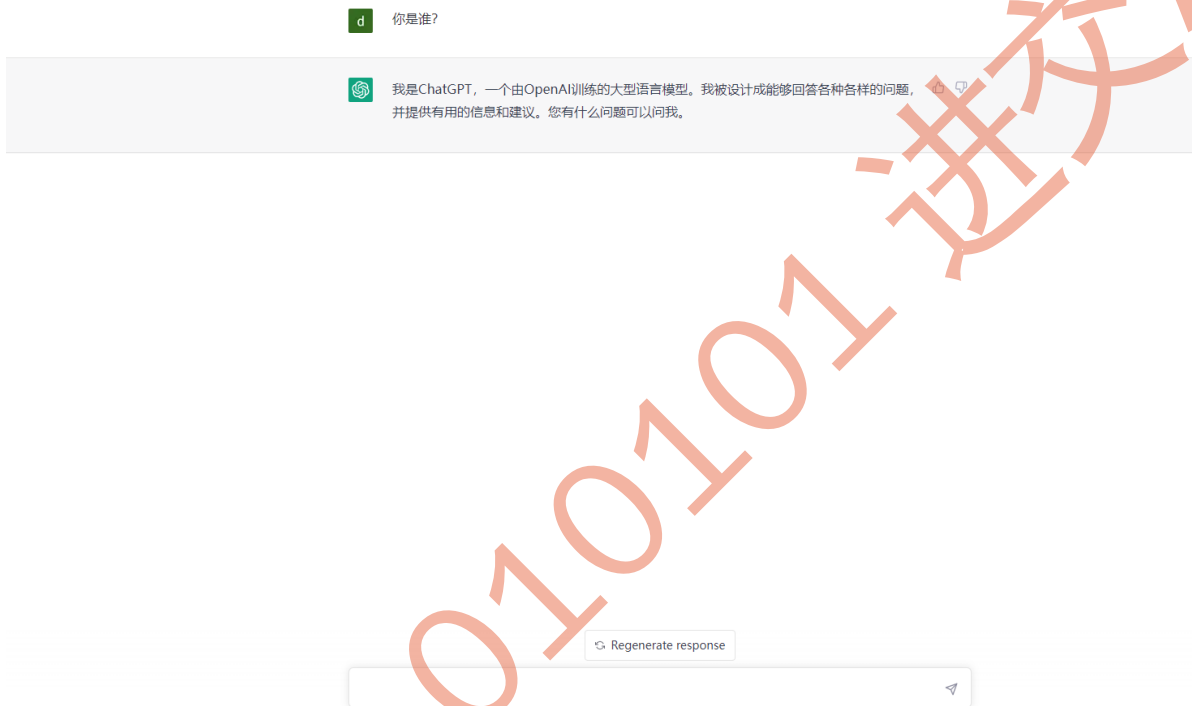 d
你是谁?
我是ChatGPT，一个由OpenAI训练的大型语言模型。我被设计成能够回答各种各样的问题，
并提供有用的信息和建议。您有什么问题可以问我。
010101 进交
Regenerate response